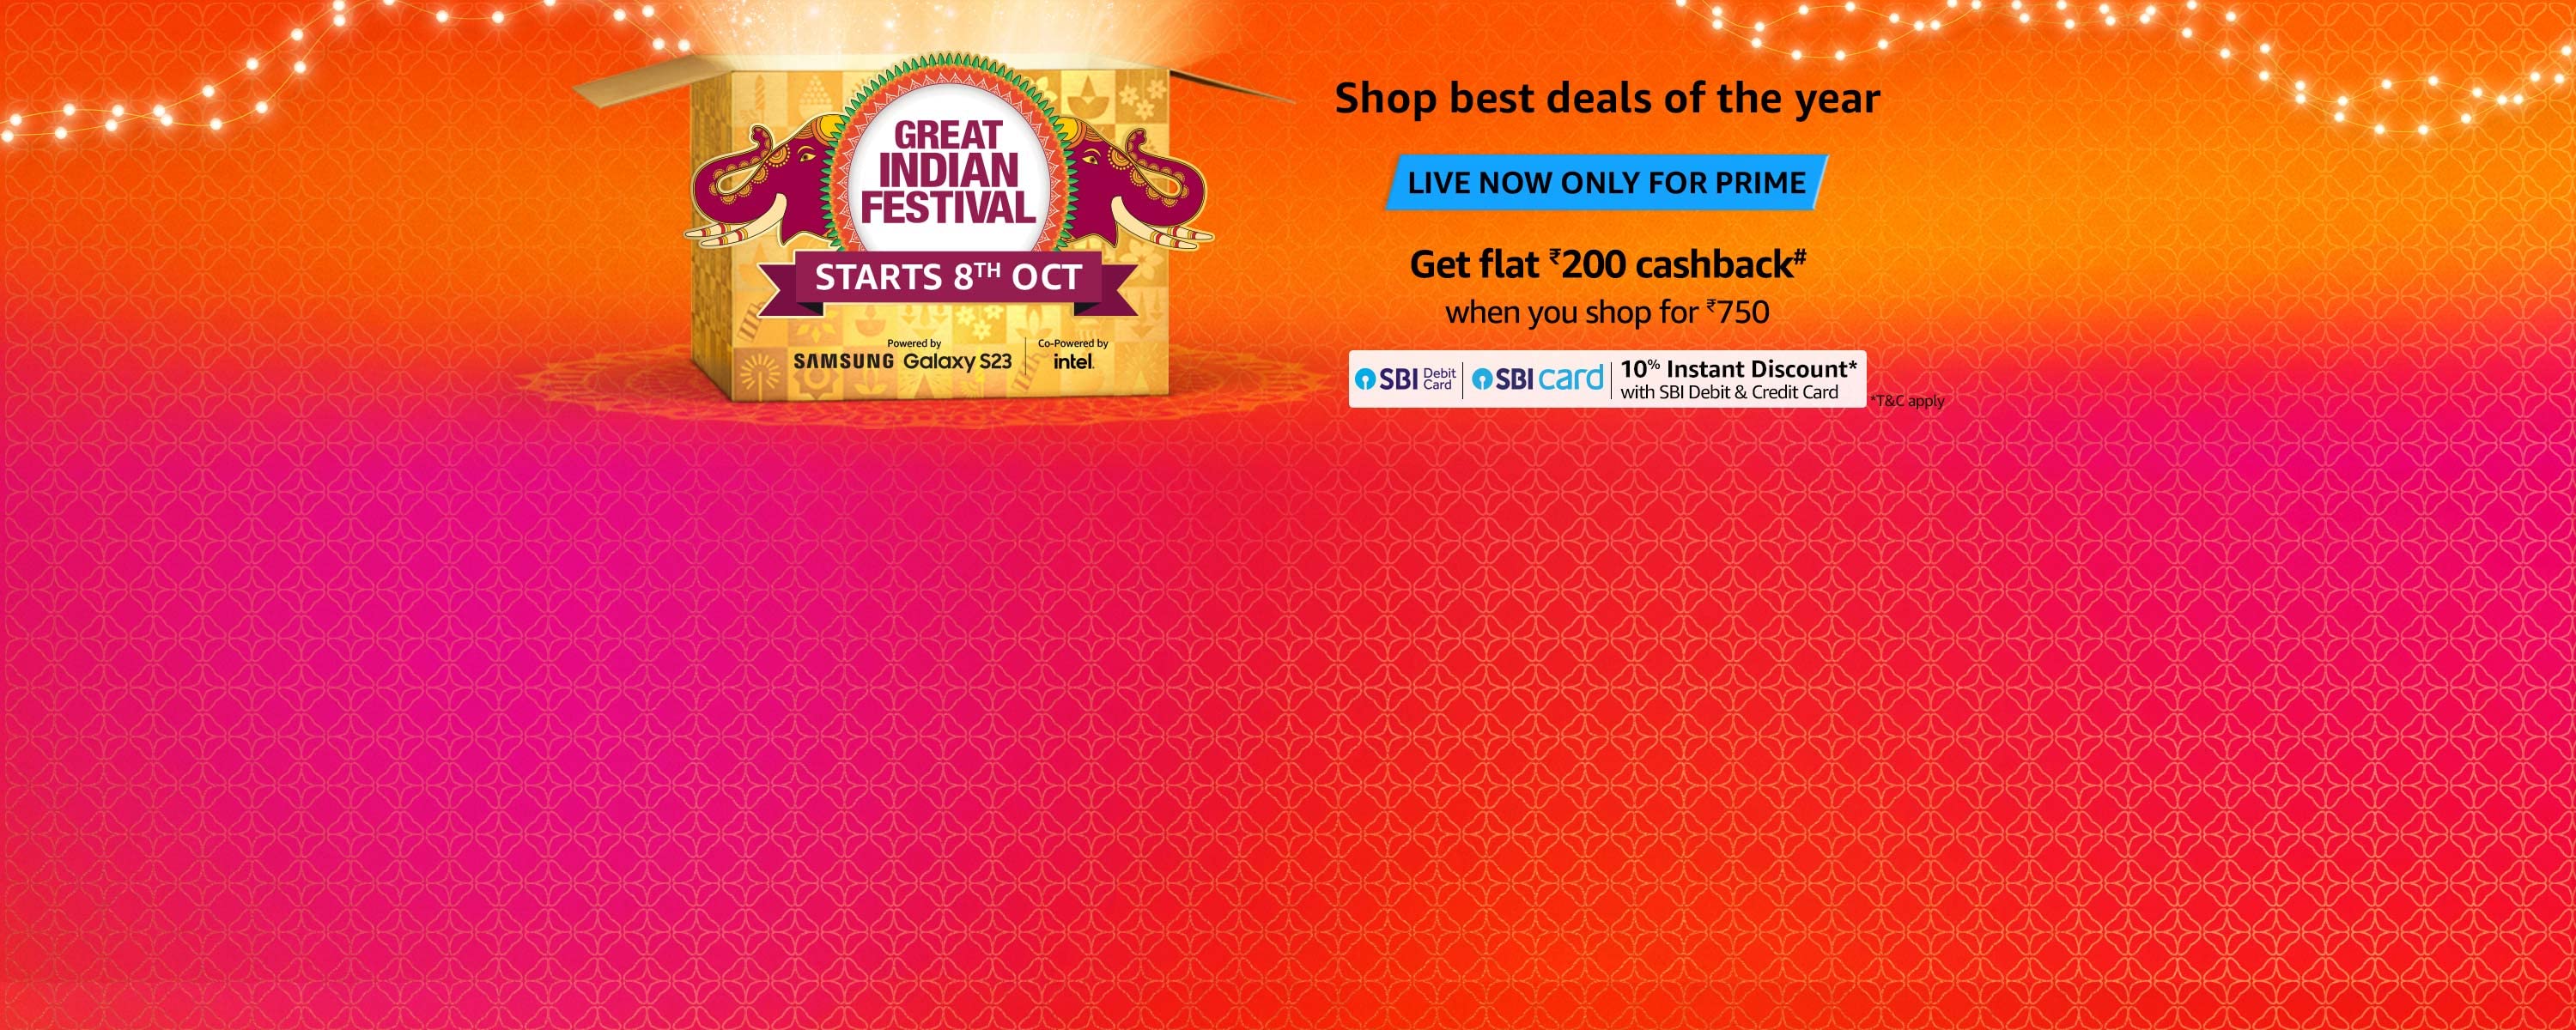 GREAT
INDIAN
FESTIVAL
STARTS 8TH OCT
Powered by
SAMSUNG Galaxy S23
Co-Powered by
intel.
Shop best deals of the year
LIVE NOW ONLY FOR PRIME
Get flat ₹200 cashback#
when you shop for ₹750
SBI Debit Card
SBI card
10% Instant Discount*
with SBI Debit & Credit Card
*T&C apply